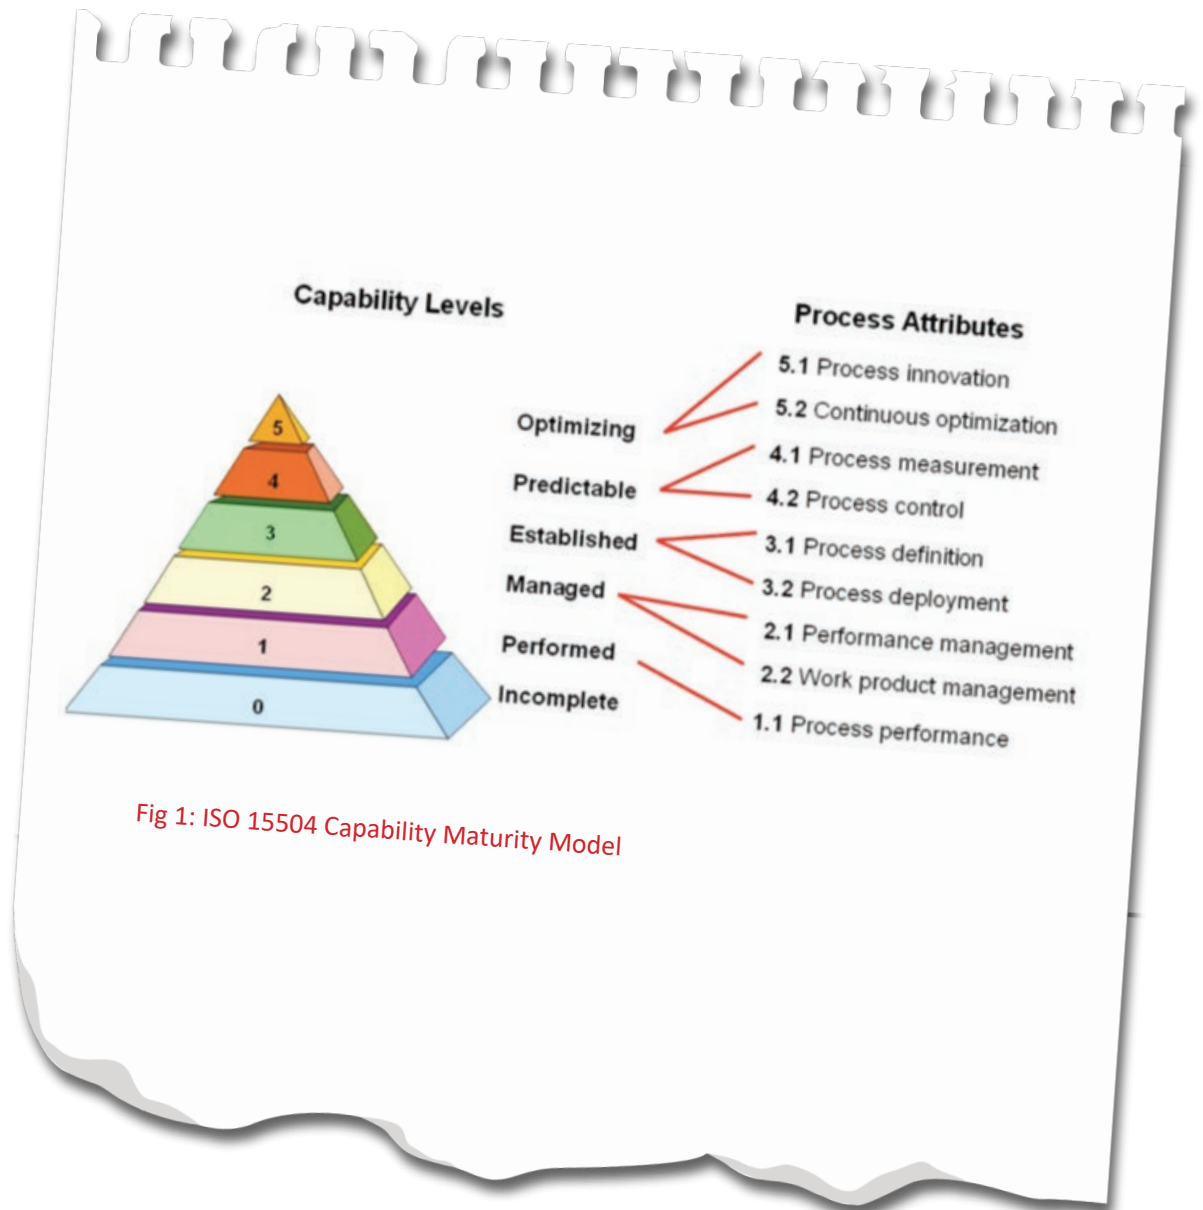 Capability Levels
Process Attributes
5
4
3
2
1
0
Optimizing
Predictable
Established
Managed
Performed
Incomplete
5.1 Process innovation
5.2 Continuous optimization
4.1 Process measurement
4.2 Process control
3.1 Process definition
3.2 Process deployment
2.1 Performance management
2.2 Work product management
1.1 Process performance
Fig 1: ISO 15504 Capability Maturity Model